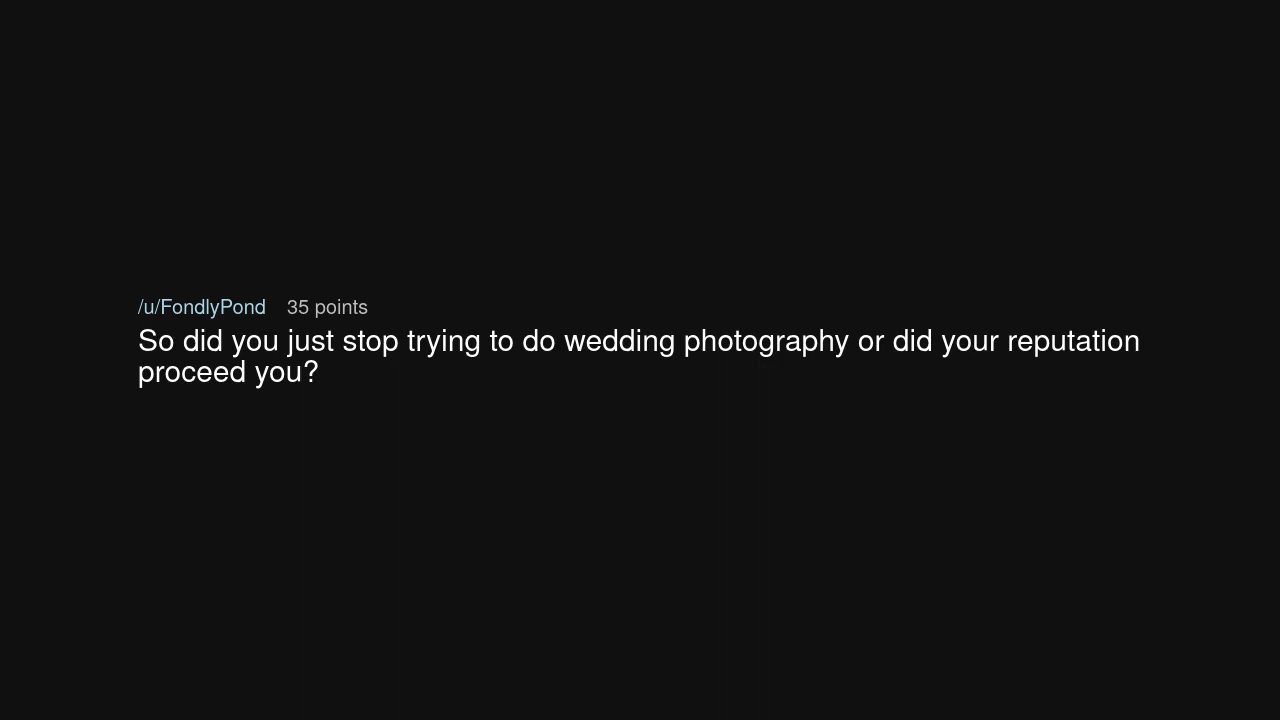 /u/FondlyPond 35 points
So did you just stop trying to do wedding photography or did your reputation
proceed you?